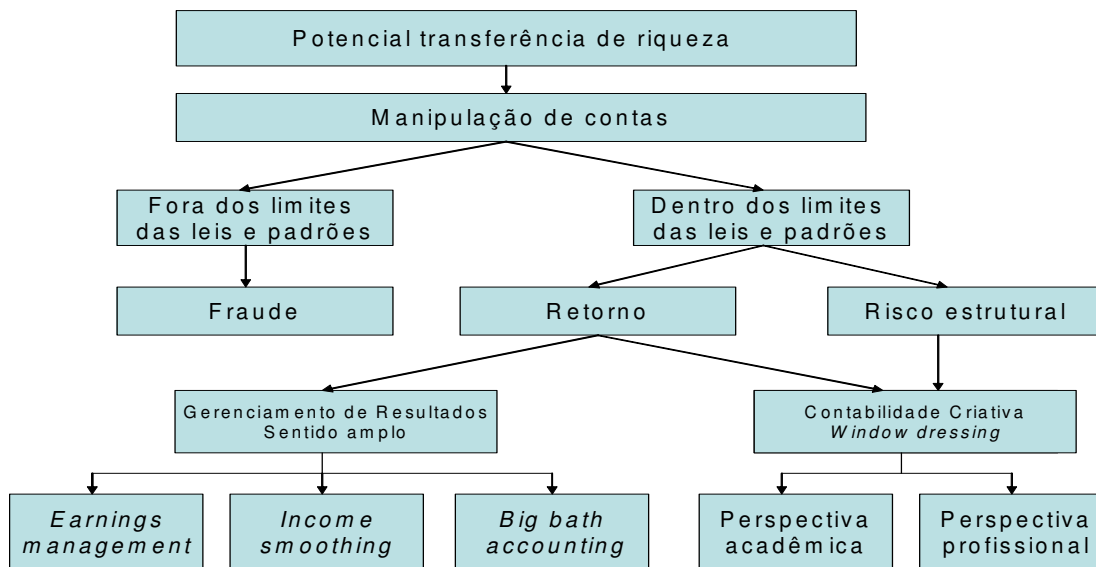 Potencial transferência de riqueza
Manipulação de contas
Fora dos limites
das leis e padrões
Dentro dos limites
das leis e padrões
Fraude
Retorno
Risco estrutural
Gerenciamento de Resultados
Sentido amplo
Contabilidade Criativa
Window dressing
Earnings
management
Income
smoothing
Big bath
accounting
Perspectiva
acadêmica
Perspectiva
profissional